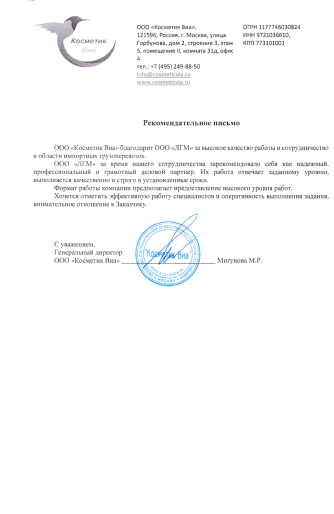 Косметик
Виа
ООО «Косметик Виа»,
121596, Россия, г. Москва, улица
Горбунова, дом 2, строение 3, этаж
5, помещение II, комната 31д, офис
4
тел.: +7 (495) 249-88-50
info@cosmeticvia.ru
www.cosmeticvia.ru
ОГРН 1177746030824
ИНН 9721036610,
КПП 773101001
Рекомендательное письмо
ООО «Косметик Виа» благодарит ООО «ЛГМ» за высокое качество работы и сотрудничество
в области импортных грузоперевозок.
ООО «ЛГМ» за время нашего сотрудничества зарекомендовало себя как надежный,
профессиональный и грамотный деловой партнер. Их работа отвечает заданному уровню,
выполняется качественно и строго в установленные сроки.
Формат работы компании предполагает предоставление высокого уровня работ.
Хочется отметить эффективную работу специалистов и оперативность выполнения задания,
внимательное отношение к Заказчику.
С уважением,
Генеральный директор
ООО «Косметик Виа» Мигунова М.Р.
"Косметик Виа"